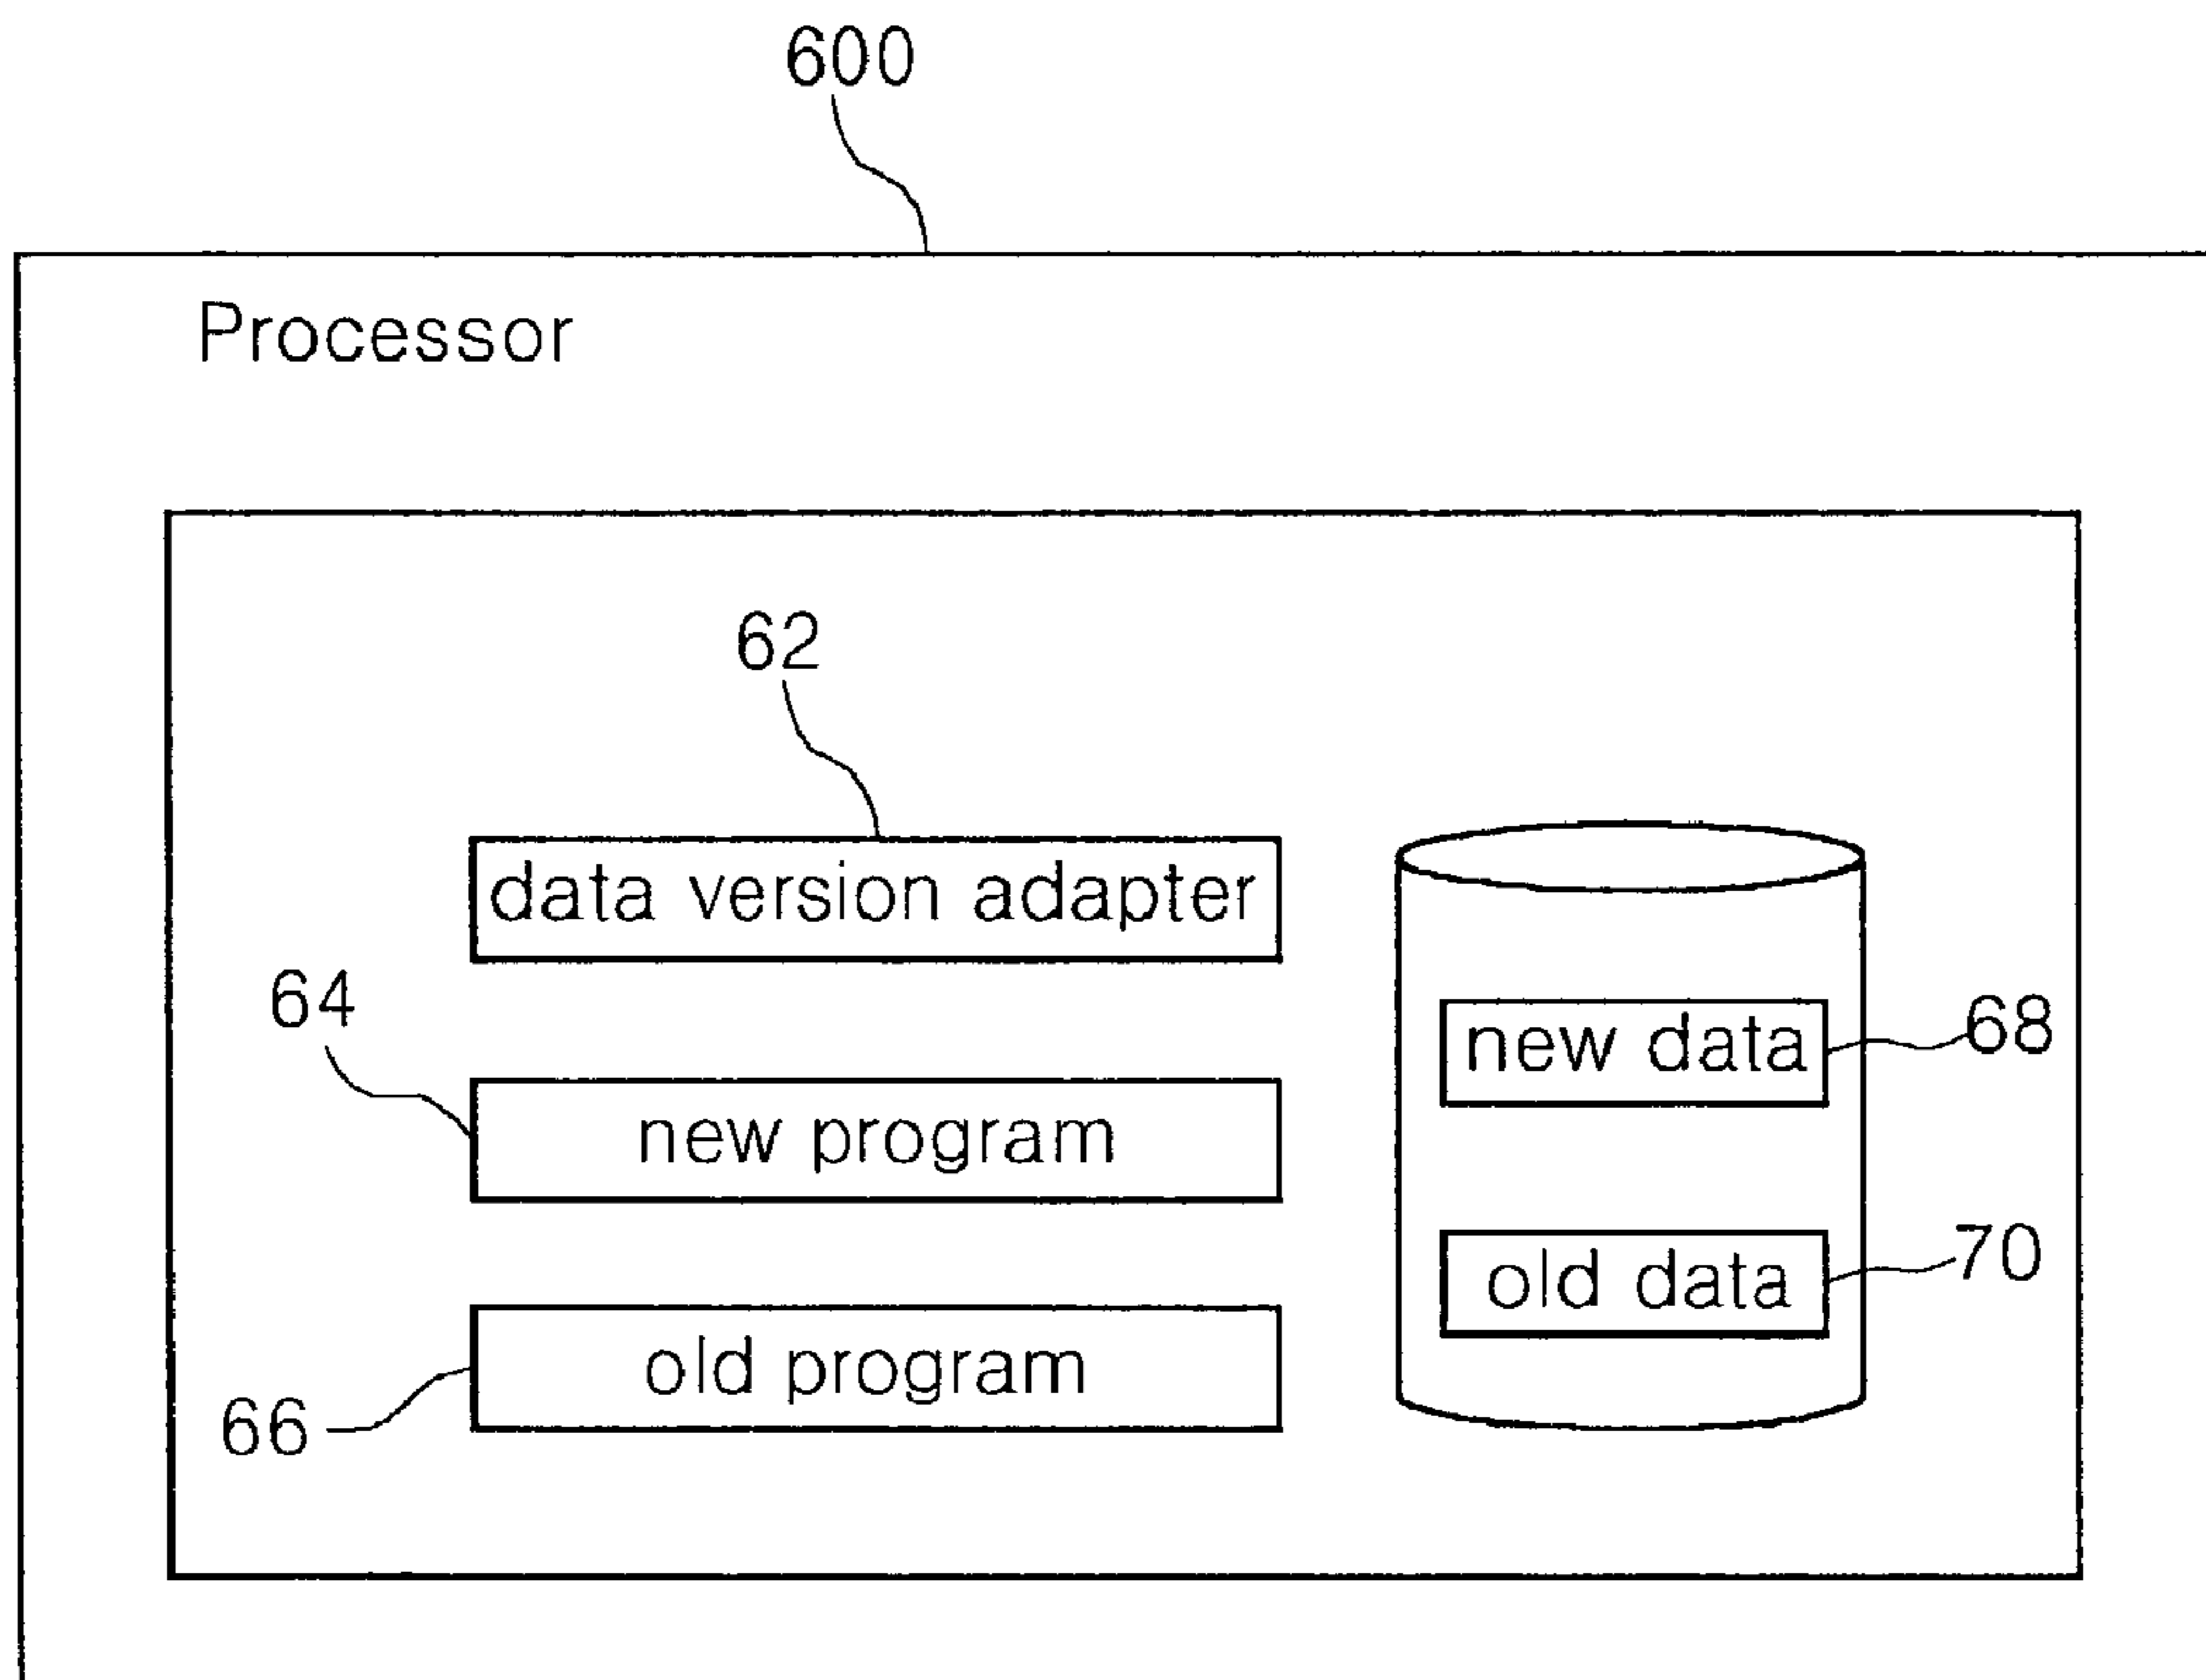 600
Processor
62
data version adapter
64
new data
68
new program
70
old data
old program
66